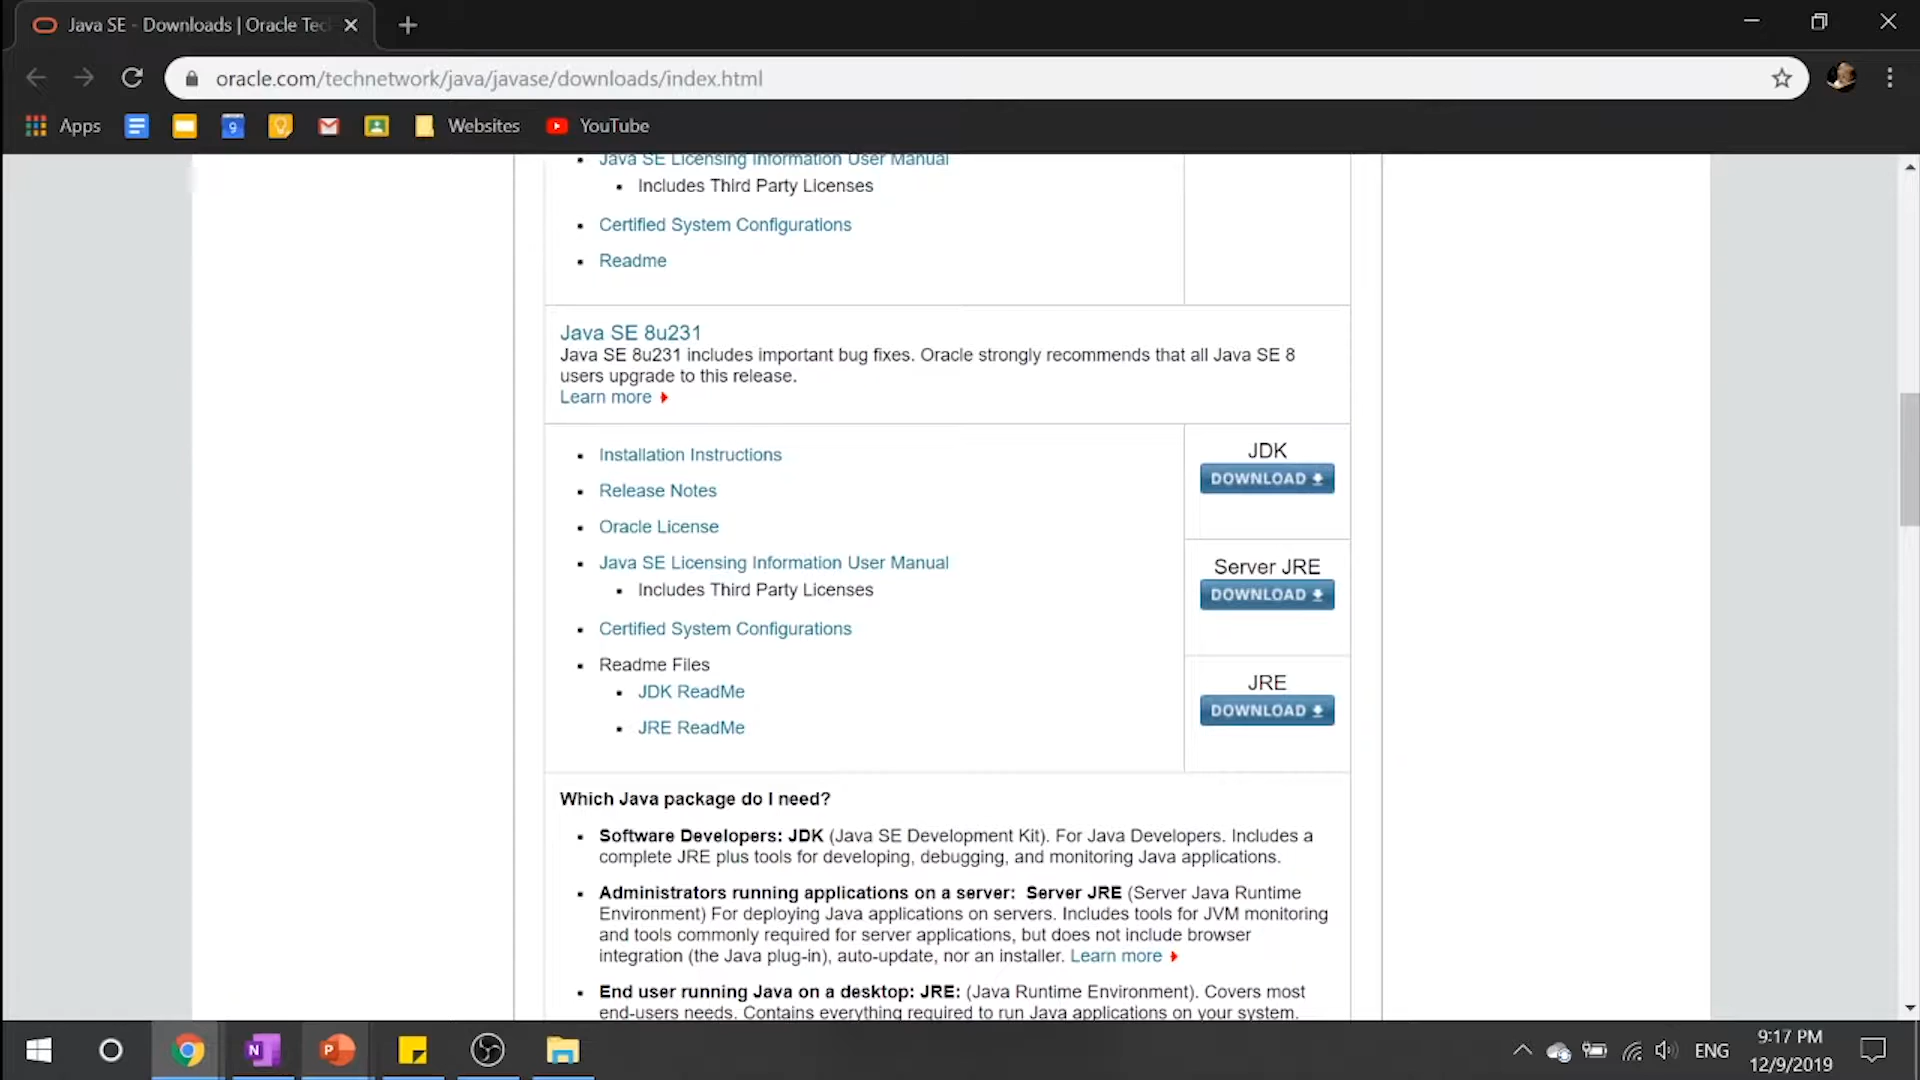 Java SE - Downloads | Oracle Tec
oracle.com/technetwork/java/javase/downloads/index.html
Apps
9
Websites
YouTube
Java SE Licensing Information User Manual
Includes Third Party Licenses
Certified System Configurations
Readme
Java SE 8u231
Java SE 8u231 includes important bug fixes. Oracle strongly recommends that all Java SE 8
users upgrade to this release.
Learn more
Installation Instructions
Release Notes
Oracle License
Java SE Licensing Information User Manual
Includes Third Party Licenses
Certified System Configurations
Readme Files
JDK ReadMe
JRE ReadMe
JDK
DOWNLOAD
Server JRE
DOWNLOAD
JRE
DOWNLOAD
Which Java package do I need?
Software Developers: JDK (Java SE Development Kit). For Java Developers. Includes a
complete JRE plus tools for developing, debugging, and monitoring Java applications.
Administrators running applications on a server: Server JRE (Server Java Runtime
Environment) For deploying Java applications on servers. Includes tools for JVM monitoring
and tools commonly required for server applications, but does not include browser
integration (the Java plug-in), auto-update, nor an installer. Learn more
End user running Java on a desktop: JRE: (Java Runtime Environment). Covers most
end-users needs. Contains everything required to run Java applications on your system.
N
P
ENG
9:17 PM
12/9/2019